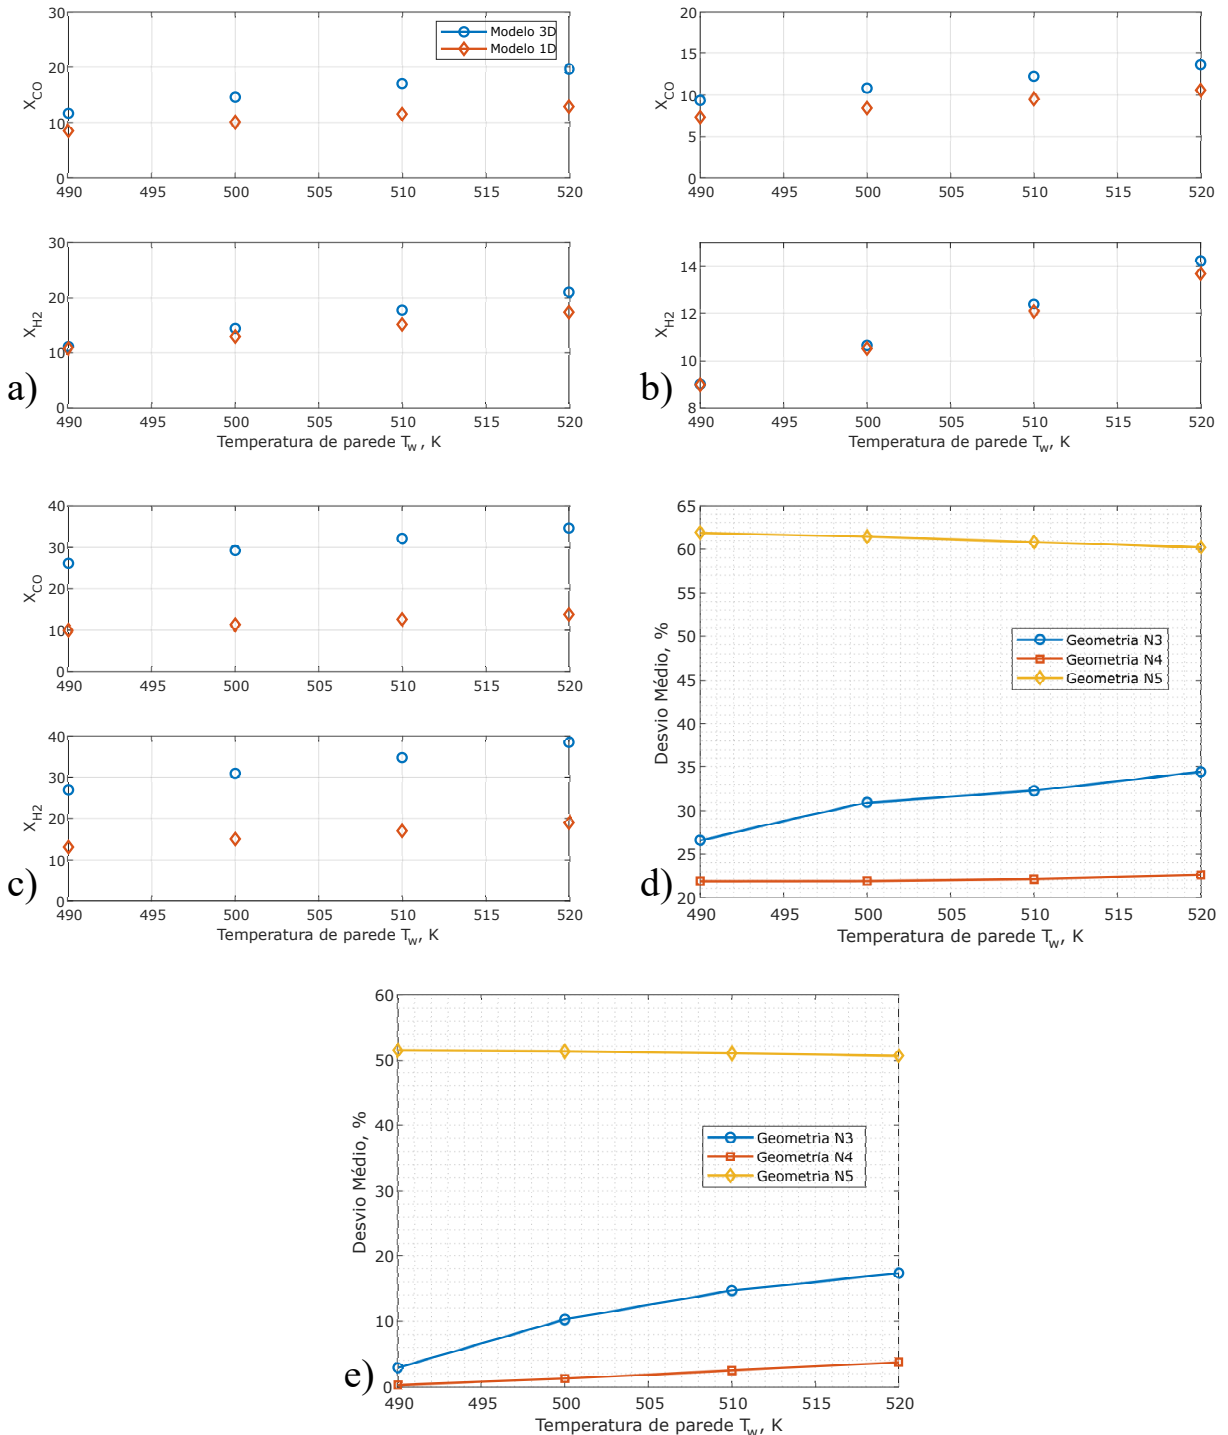 30
20
10
0
X_CO
Modelo 3D
Modelo 1D
490 495 500 505 510 515 520
30
20
10
0
X_H2
a)
490 495 500 505 510 515 520
Temperatura de parede T_w, K
20
15
10
5
0
X_CO
490 495 500 505 510 515 520
14
12
10
8
X_H2
b)
490 495 500 505 510 515 520
Temperatura de parede T_w, K
40
30
20
10
0
X_CO
490 495 500 505 510 515 520
40
30
20
10
0
X_H2
c)
490 495 500 505 510 515 520
Temperatura de parede T_w, K
65
60
55
50
45
40
35
30
25
20
Desvio Médio, %
Geometria N3
Geometria N4
Geometria N5
d)
490 495 500 505 510 515 520
Temperatura de parede T_w, K
60
50
40
30
20
10
0
Desvio Médio, %
Geometria N3
Geometria N4
Geometria N5
e)
490 495 500 505 510 515 520
Temperatura de parede T_w, K